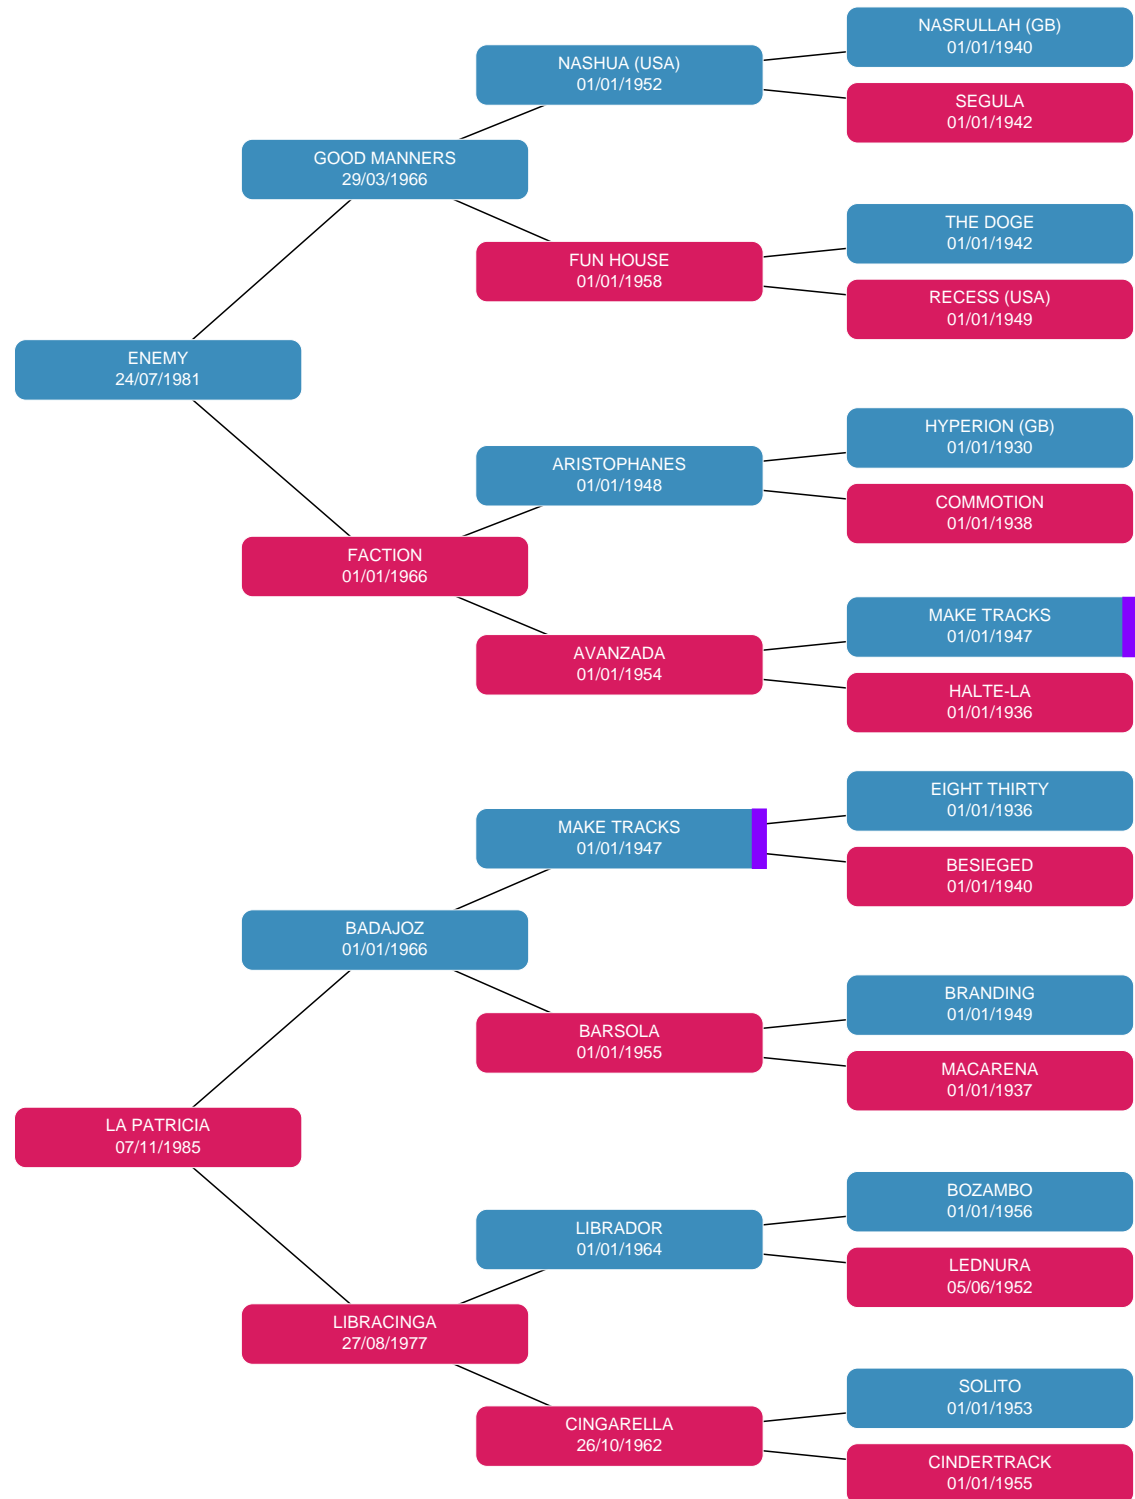 NASRULLAH (GB)
01/01/1940
NASHUA (USA)
01/01/1952
SEGULA
01/01/1942
GOOD MANNERS
29/03/1966
THE DOGE
01/01/1942
FUN HOUSE
01/01/1958
RECESS (USA)
01/01/1949
ENEMY
24/07/1981
HYPERION (GB)
01/01/1930
ARISTOPHANES
01/01/1948
COMMOTION
01/01/1938
FACTION
01/01/1966
MAKE TRACKS
01/01/1947
AVANZADA
01/01/1954
HALTE-LA
01/01/1936
EIGHT THIRTY
01/01/1936
MAKE TRACKS
01/01/1947
BESIEGED
01/01/1940
BADAJOZ
01/01/1966
BRANDING
01/01/1949
BARSOLA
01/01/1955
MACARENA
01/01/1937
LA PATRICIA
07/11/1985
BOZAMBO
01/01/1956
LIBRADOR
01/01/1964
LEDNURA
05/06/1952
LIBRACINGA
27/08/1977
SOLITO
01/01/1953
CINGARELLA
26/10/1962
CINDERTRACK
01/01/1955